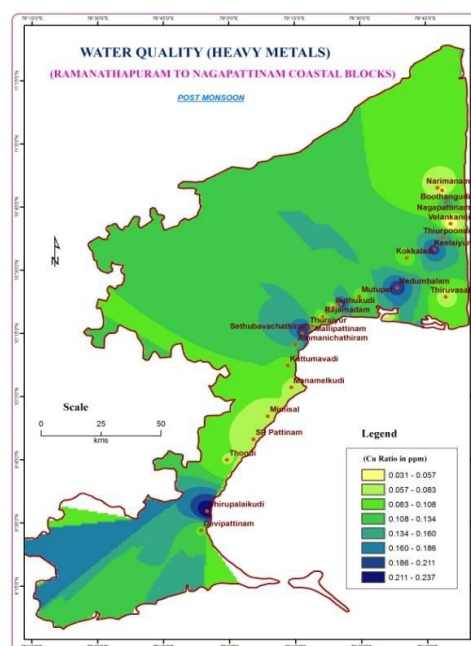 WATER QUALITY (HEAVY METALS)
(RAMANATHAPURAM TO NAGAPATTINAM COASTAL BLOCKS)
POST MONSOON
Narimanam
Boothangudi
Nagapattinam
Velankanni
Thiurpoondi
Keelaiyur
Kokkaladi
Nedumbalam
Mutupet
Thiruvasal
Rajamadam
Thuraiyur
Sethubavachathiram
Mallipattinam
Ammanichathiram
Kattumavadi
Manamelkudi
Mimisal
SP Pattinam
Thondi
Thirupalaikudi
Devipattinam
N
Scale
0 25 50
kms
Legend
(Cu Ratio in ppm)
0.031 - 0.057
0.057 - 0.083
0.083 - 0.108
0.108 - 0.134
0.134 - 0.160
0.160 - 0.186
0.186 - 0.211
0.211 - 0.237